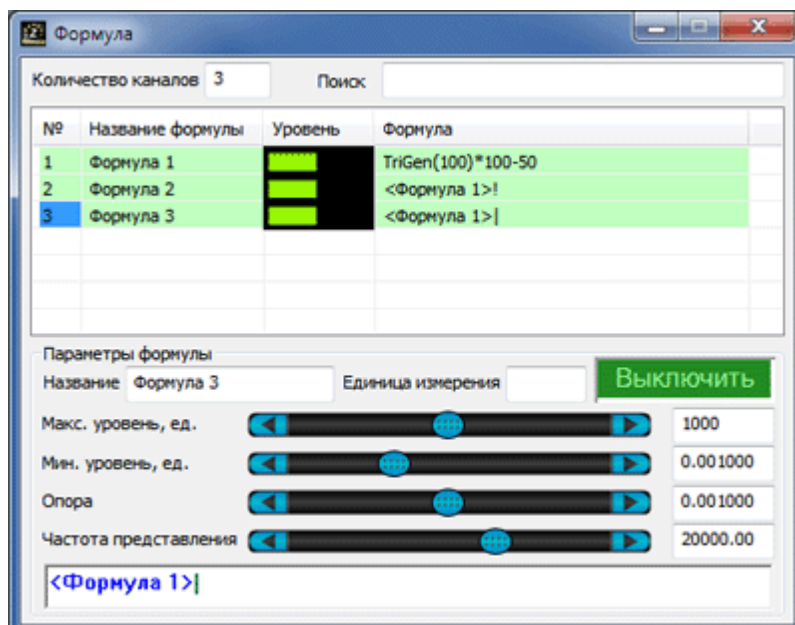 Формула
Количество каналов 3 Поиск
№ Название формулы Уровень Формула
1 Формула 1 TriGen(100)*100-50
2 Формула 2 <Формула 1>!
3 Формула 3 <Формула 1>|
Параметры формулы
Название Формула 3 Единица измерения Выключить
Макс. уровень, ед. 1000
Мин. уровень, ед. 0.001000
Опора 0.001000
Частота представления 20000.00
<Формула 1>|